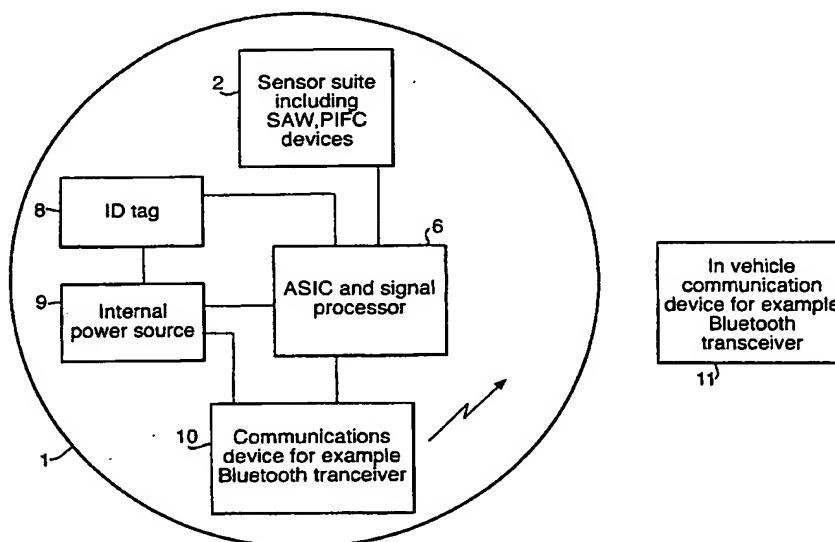 2
Sensor suite
including
SAW,PIFC
devices
8
ID tag
6
ASIC and signal
processor
9
Internal
power source
In vehicle
communication
device for example
Bluetooth
transceiver
11
10
Communications
device for example
Bluetooth tranceiver
1